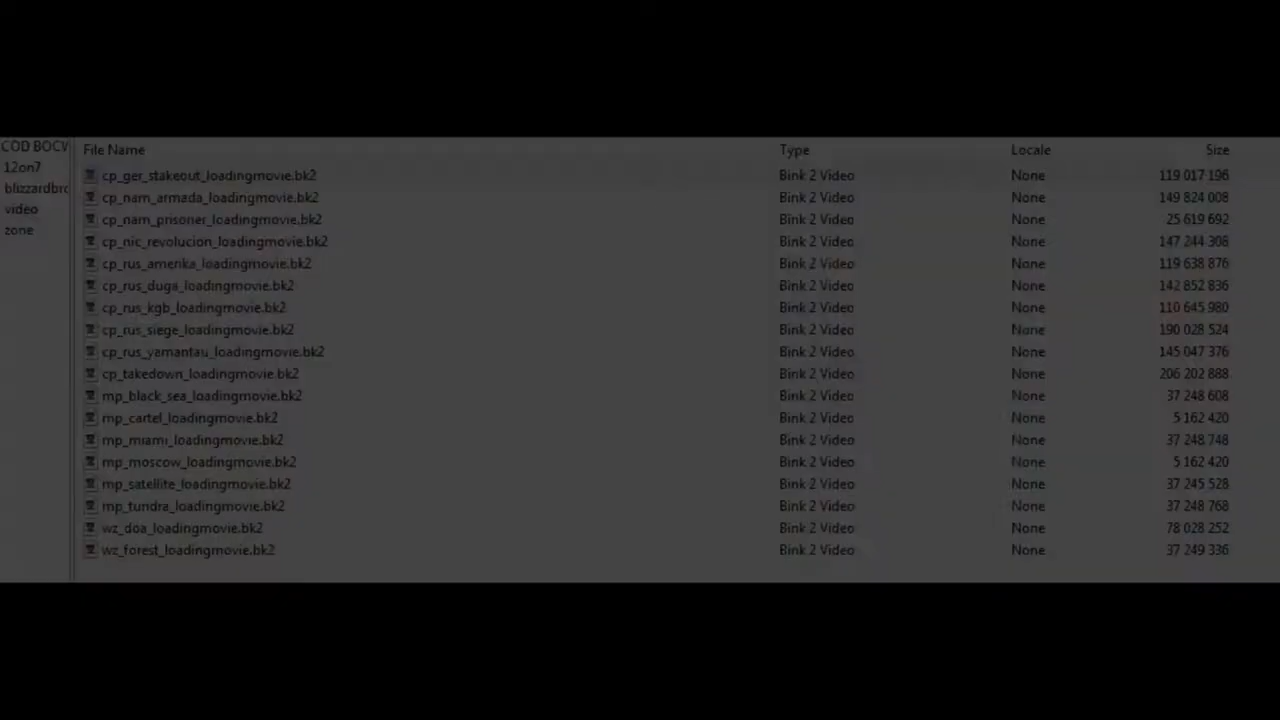 COD BOCW
12on7
blizzardbro
video
zone
File Name Type Locale Size
cp_ger_stakeout_loadingmovie.bk2 Bink 2 Video None 119 017 196
cp_nam_armada_loadingmovie.bk2 Bink 2 Video None 149 824 008
cp_nam_prisoner_loadingmovie.bk2 Bink 2 Video None 25 619 692
cp_nic_revolucion_loadingmovie.bk2 Bink 2 Video None 147 244 308
cp_rus_amerika_loadingmovie.bk2 Bink 2 Video None 119 638 876
cp_rus_duga_loadingmovie.bk2 Bink 2 Video None 142 852 836
cp_rus_kgb_loadingmovie.bk2 Bink 2 Video None 110 645 980
cp_rus_siege_loadingmovie.bk2 Bink 2 Video None 190 028 524
cp_rus_yamantau_loadingmovie.bk2 Bink 2 Video None 145 047 376
cp_takedown_loadingmovie.bk2 Bink 2 Video None 206 202 888
mp_black_sea_loadingmovie.bk2 Bink 2 Video None 37 248 608
mp_cartel_loadingmovie.bk2 Bink 2 Video None 5 162 420
mp_miami_loadingmovie.bk2 Bink 2 Video None 37 248 748
mp_moscow_loadingmovie.bk2 Bink 2 Video None 5 162 420
mp_satellite_loadingmovie.bk2 Bink 2 Video None 37 245 528
mp_tundra_loadingmovie.bk2 Bink 2 Video None 37 248 768
wz_doa_loadingmovie.bk2 Bink 2 Video None 78 028 252
wz_forest_loadingmovie.bk2 Bink 2 Video None 37 249 336